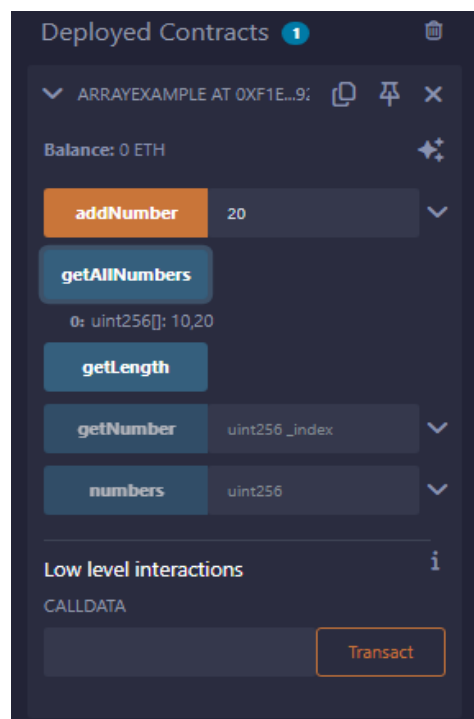 Deployed Contracts 1
ARRAYEXAMPLE AT 0XF1E...92
Balance: 0 ETH
addNumber 20
getAllNumbers
0: uint256[]: 10,20
getLength
getNumber uint256 _index
numbers uint256
Low level interactions i
CALLDATA
Transact